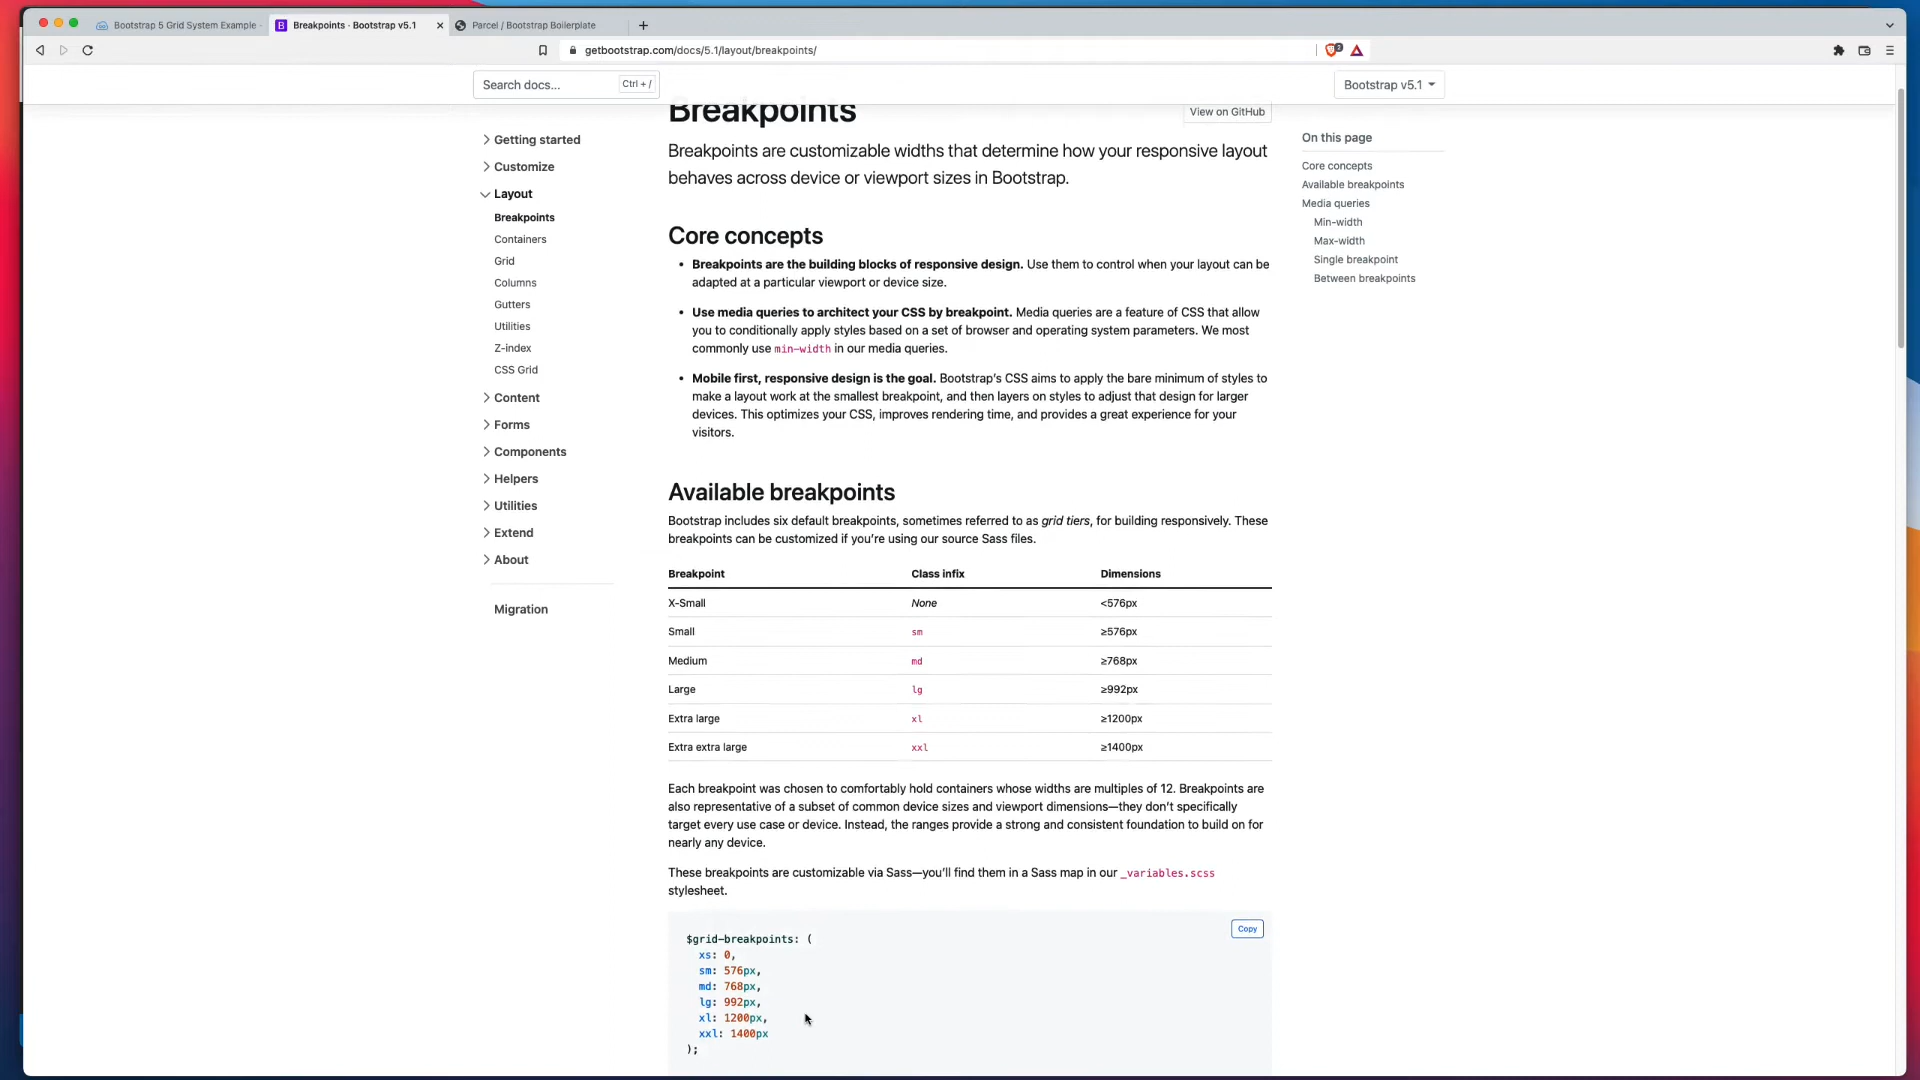 Bootstrap 5 Grid System Example -
B Breakpoints · Bootstrap v5.1
Parcel / Bootstrap Boilerplate
getbootstrap.com/docs/5.1/layout/breakpoints/
Search docs... Ctrl + /
Bootstrap v5.1
Getting started
Customize
Layout
Breakpoints
Containers
Grid
Columns
Gutters
Utilities
Z-index
CSS Grid
Content
Forms
Components
Helpers
Utilities
Extend
About
Migration
Breakpoints
View on GitHub
Breakpoints are customizable widths that determine how your responsive layout
behaves across device or viewport sizes in Bootstrap.
Core concepts
• Breakpoints are the building blocks of responsive design. Use them to control when your layout can be
adapted at a particular viewport or device size.
• Use media queries to architect your CSS by breakpoint. Media queries are a feature of CSS that allow
you to conditionally apply styles based on a set of browser and operating system parameters. We most
commonly use min-width in our media queries.
• Mobile first, responsive design is the goal. Bootstrap's CSS aims to apply the bare minimum of styles to
make a layout work at the smallest breakpoint, and then layers on styles to adjust that design for larger
devices. This optimizes your CSS, improves rendering time, and provides a great experience for your
visitors.
Available breakpoints
Bootstrap includes six default breakpoints, sometimes referred to as grid tiers, for building responsively. These
breakpoints can be customized if you're using our source Sass files.
Breakpoint Class infix Dimensions
X-Small None <576px
Small sm ≥576px
Medium md ≥768px
Large lg ≥992px
Extra large xl ≥1200px
Extra extra large xxl ≥1400px
Each breakpoint was chosen to comfortably hold containers whose widths are multiples of 12. Breakpoints are
also representative of a subset of common device sizes and viewport dimensions—they don't specifically
target every use case or device. Instead, the ranges provide a strong and consistent foundation to build on for
nearly any device.
These breakpoints are customizable via Sass—you'll find them in a Sass map in our _variables.scss
stylesheet.
Copy
$grid-breakpoints: (
xs: 0,
sm: 576px,
md: 768px,
lg: 992px,
xl: 1200px,
xxl: 1400px
);
On this page
Core concepts
Available breakpoints
Media queries
Min-width
Max-width
Single breakpoint
Between breakpoints